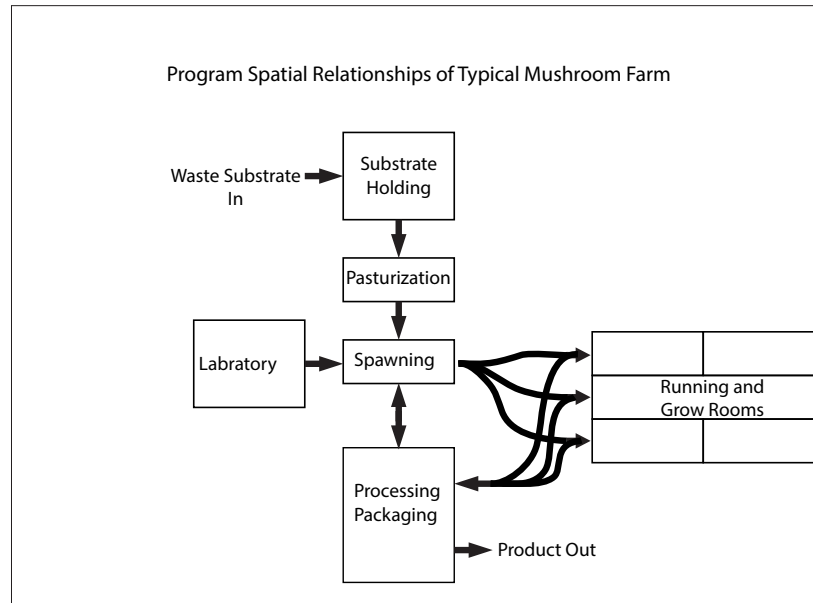 Program Spatial Relationships of Typical Mushroom Farm
Substrate
Holding
Waste Substrate
In
Pasturization
Labratory
Spawning
Running and
Grow Rooms
Processing
Packaging
Product Out